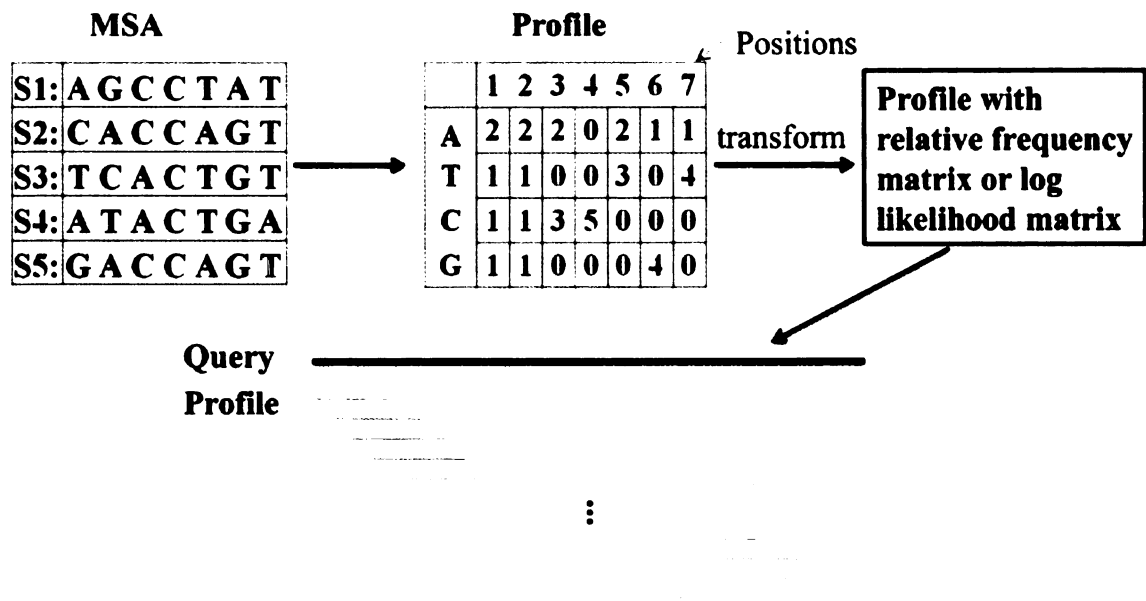 MSA
S1: A G C C T A T
S2: C A C C A G T
S3: T C A C T G T
S4: A T A C T G A
S5: G A C C A G T
Profile
Positions
1 2 3 4 5 6 7
A 2 2 2 0 2 1 1
T 1 1 0 0 3 0 4
C 1 1 3 5 0 0 0
G 1 1 0 0 0 4 0
transform
Profile with
relative frequency
matrix or log
likelihood matrix
Query
Profile